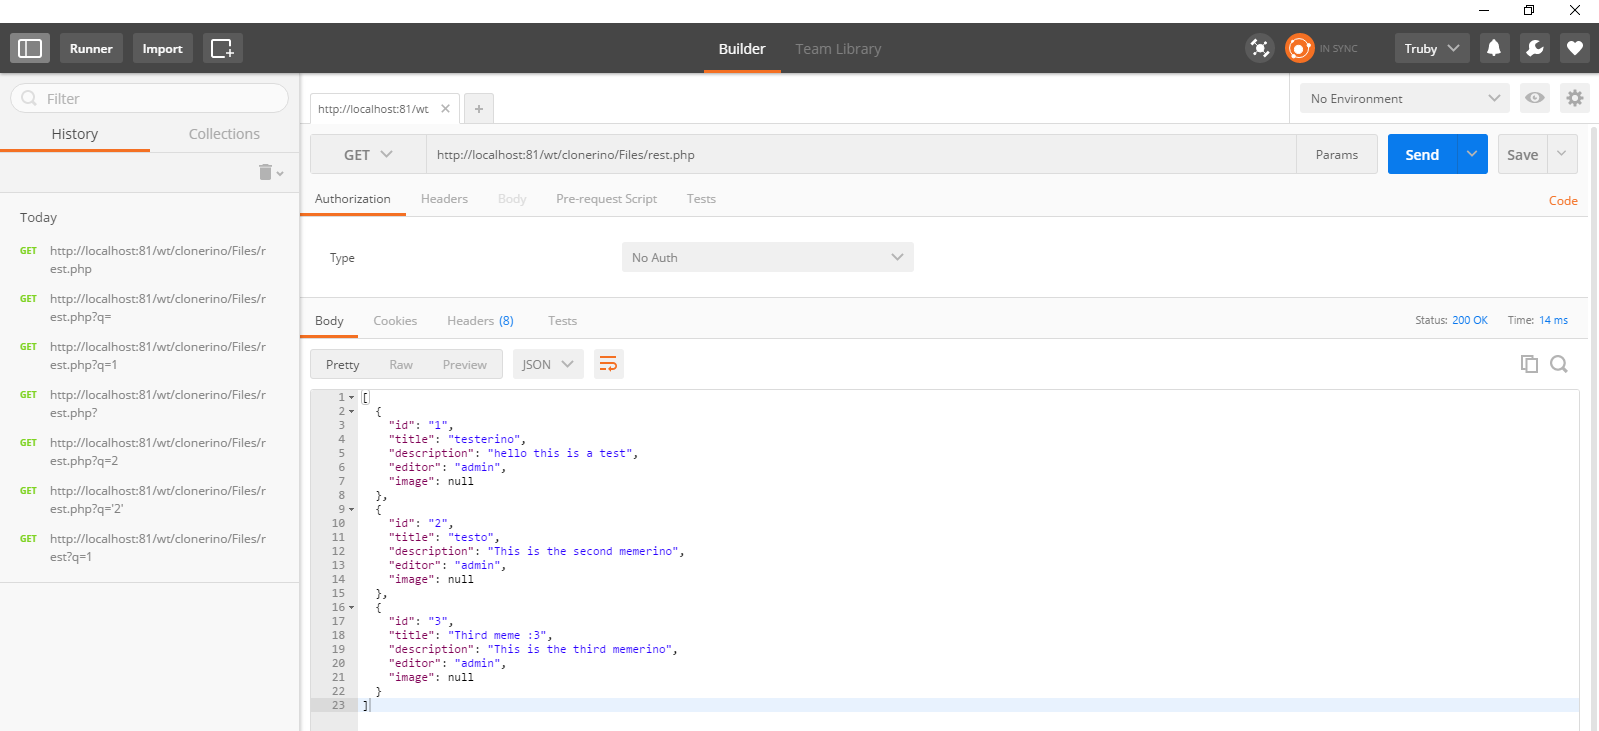 Runner
Import
Builder
Team Library
IN SYNC
Truby
Filter
History
Collections
Today
GET http://localhost:81/wt/clonerino/Files/r
est.php
GET http://localhost:81/wt/clonerino/Files/r
est.php?q=
GET http://localhost:81/wt/clonerino/Files/r
est.php?q=1
GET http://localhost:81/wt/clonerino/Files/r
est.php?
GET http://localhost:81/wt/clonerino/Files/r
est.php?q=2
GET http://localhost:81/wt/clonerino/Files/r
est.php?q='2'
GET http://localhost:81/wt/clonerino/Files/r
est?q=1
http://localhost:81/wt
No Environment
GET
http://localhost:81/wt/clonerino/Files/rest.php
Params
Send
Save
Authorization
Headers
Body
Pre-request Script
Tests
Code
Type
No Auth
Body
Cookies
Headers (8)
Tests
Status: 200 OK
Time: 14 ms
Pretty
Raw
Preview
JSON
1 [
2 {
3 "id": "1",
4 "title": "testerino",
5 "description": "hello this is a test",
6 "editor": "admin",
7 "image": null
8 },
9 {
10 "id": "2",
11 "title": "testo",
12 "description": "This is the second memerino",
13 "editor": "admin",
14 "image": null
15 },
16 {
17 "id": "3",
18 "title": "Third meme :3",
19 "description": "This is the third memerino",
20 "editor": "admin",
21 "image": null
22 }
23 ]